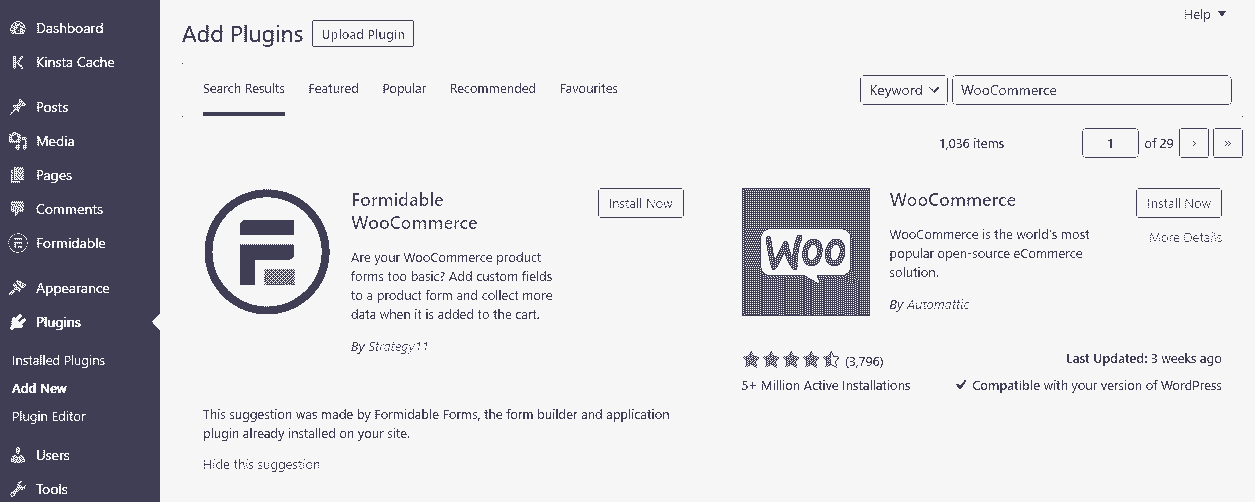 Dashboard
Kinsta Cache
Posts
Media
Pages
Comments
Formidable
Appearance
Plugins
Installed Plugins
Add New
Plugin Editor
Users
Tools
Help
Add Plugins Upload Plugin
Search Results Featured Popular Recommended Favourites Keyword WooCommerce
1,036 items 1 of 29 › »
Formidable
WooCommerce
Install Now
Are your WooCommerce product
forms too basic? Add custom fields
to a product form and collect more
data when it is added to the cart.
By Strategy11
This suggestion was made by Formidable Forms, the form builder and application
plugin already installed on your site.
Hide this suggestion
Woo
WooCommerce
Install Now
More Details
WooCommerce is the world's most
popular open-source eCommerce
solution.
By Automattic
(3,796) Last Updated: 3 weeks ago
5+ Million Active Installations Compatible with your version of WordPress